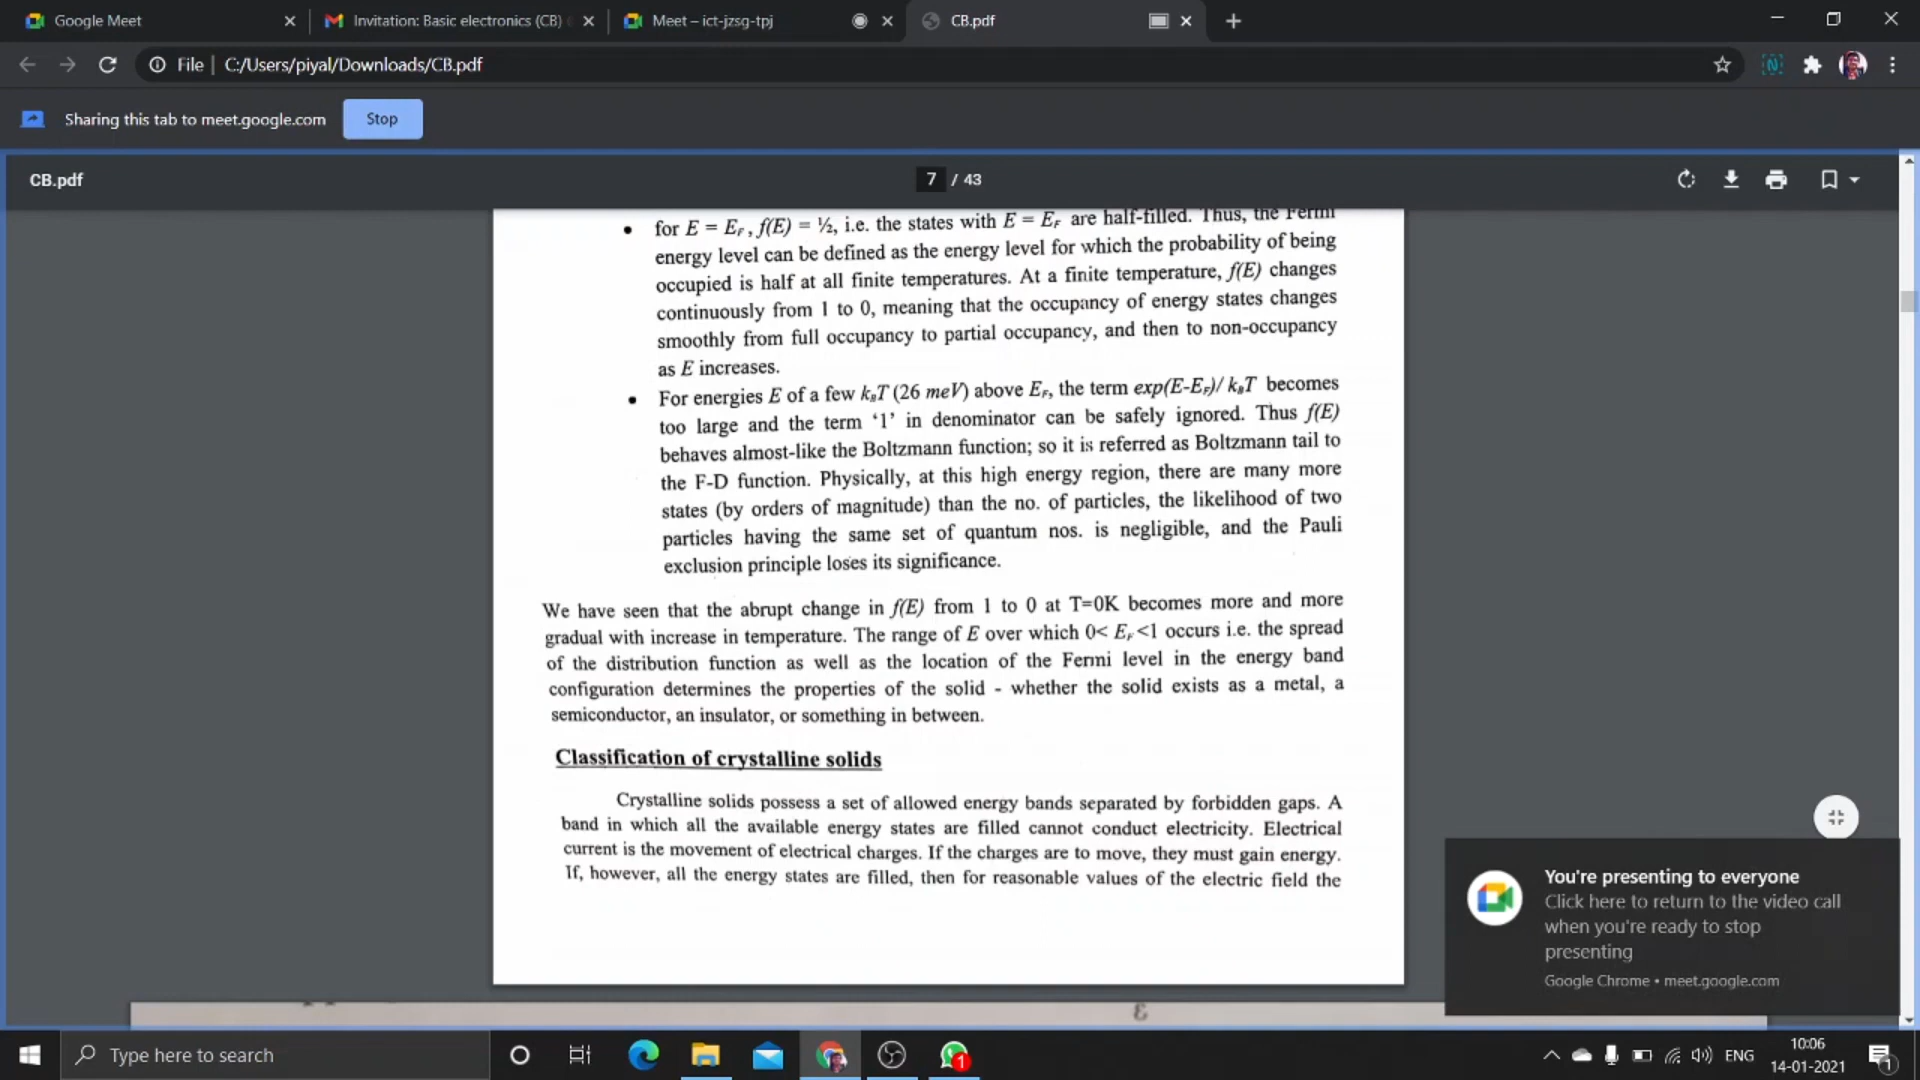 Google Meet
Invitation: Basic electronics (CB)
Meet – ict-jzsg-tpj
CB.pdf
File | C:/Users/piyal/Downloads/CB.pdf
Sharing this tab to meet.google.com
Stop
CB.pdf
7 / 43
• for E = EF , f(E) = ½, i.e. the states with E = EF are half-filled. Thus, the Fermi
energy level can be defined as the energy level for which the probability of being
occupied is half at all finite temperatures. At a finite temperature, f(E) changes
continuously from 1 to 0, meaning that the occupancy of energy states changes
smoothly from full occupancy to partial occupancy, and then to non-occupancy
as E increases.
• For energies E of a few kBT (26 meV) above EF, the term exp(E-EF)/ kBT becomes
too large and the term ‘1’ in denominator can be safely ignored. Thus f(E)
behaves almost-like the Boltzmann function; so it is referred as Boltzmann tail to
the F-D function. Physically, at this high energy region, there are many more
states (by orders of magnitude) than the no. of particles, the likelihood of two
particles having the same set of quantum nos. is negligible, and the Pauli
exclusion principle loses its significance.
We have seen that the abrupt change in f(E) from 1 to 0 at T=0K becomes more and more
gradual with increase in temperature. The range of E over which 0< EF <1 occurs i.e. the spread
of the distribution function as well as the location of the Fermi level in the energy band
configuration determines the properties of the solid - whether the solid exists as a metal, a
semiconductor, an insulator, or something in between.
Classification of crystalline solids
Crystalline solids possess a set of allowed energy bands separated by forbidden gaps. A
band in which all the available energy states are filled cannot conduct electricity. Electrical
current is the movement of electrical charges. If the charges are to move, they must gain energy.
If, however, all the energy states are filled, then for reasonable values of the electric field the
You're presenting to everyone
Click here to return to the video call
when you're ready to stop
presenting
Google Chrome • meet.google.com
Type here to search
1
ENG
10:06
14-01-2021
1